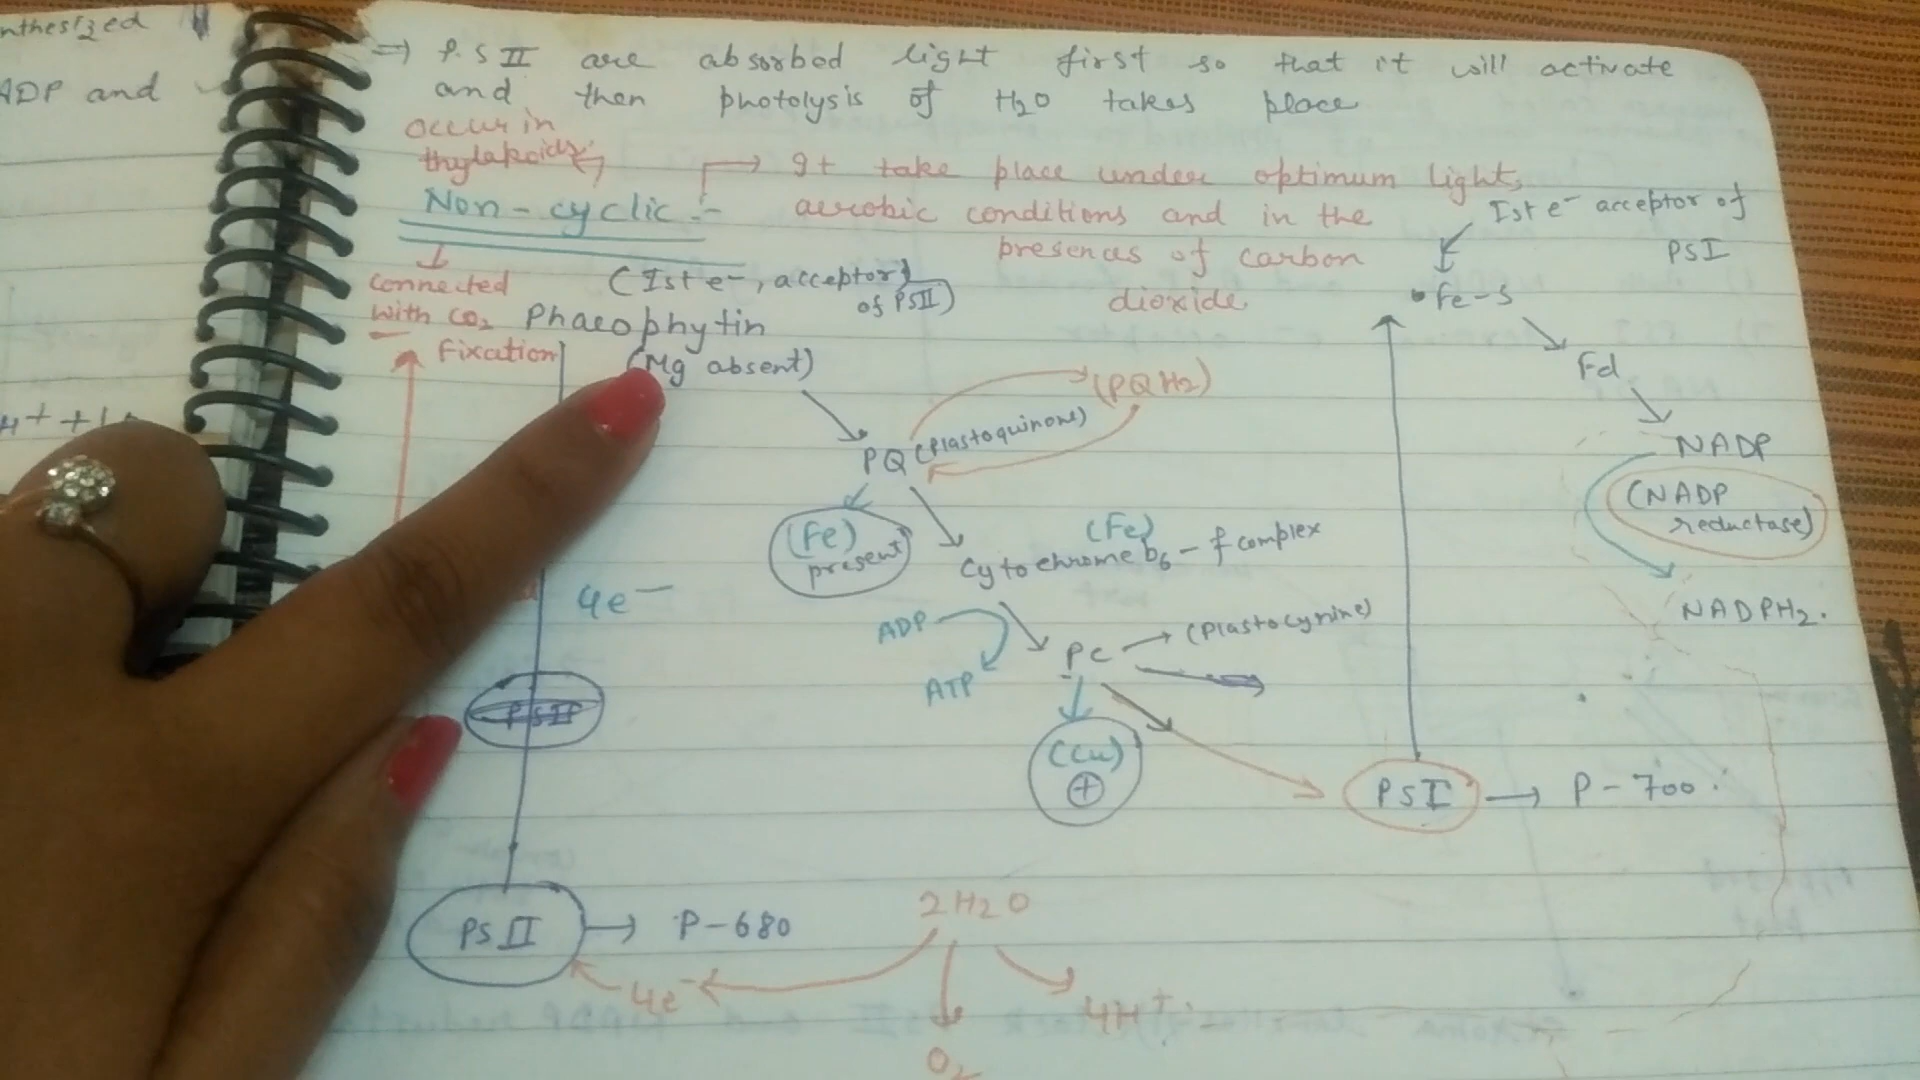 nthesized
ADP and
⇒ P.S II are absorbed light first so that it will activate
and then photolysis of H2O takes place
occur in
thylakoids
Non-cyclic :-
→ It take place under optimum light,
aerobic conditions and in the
presences of carbon
dioxide.
Ist e- acceptor of
PSI
connected
with CO2
Fixation
(Ist e-, acceptor)
of PSII)
Phaeophytin
(Mg absent)
Fe-S
Fd
NADP
(NADP
reductase)
NADPH2.
(PQH2)
PQ (Plastoquinone)
(Fe)
present
(Fe)
Cytochrome b6 - f complex
4e-
ADP
ATP
PC → (Plastocynine)
(Cu)
+
PSII
PSI → P-700.
PS II → P-680
2H2O
4e-
4H+
O2